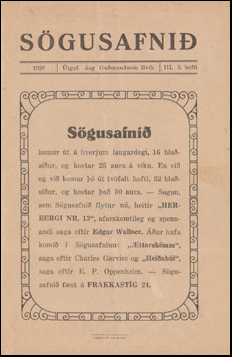 SÖGUSAFNIÐ
1928 Útgef. Ág Guðmundsson Rvík III. 5. hefti
Sögusafnið
kemur út á hverjum laugardegi, 16 blað-
síður, og kostar 25 aura á viku. En við
og við kemur þó út tvöfalt hefti, 32 blað-
síður, og kostar það 50 aura. — Sagan,
sem Sögusafnið flytur nú, heitir „HER-
BERGI NR. 13“, afarskemtileg og spenn-
andi saga eftir Edgar Wallace. Áður hafa
komið í Sögusafninu: „Ættarskömm“,
saga eftir Charles Garvice og „Heiðabúi“,
saga eftir E. P. Oppenheim. — Sögu-
safnið fæst á FRAKKASTÍG 24.